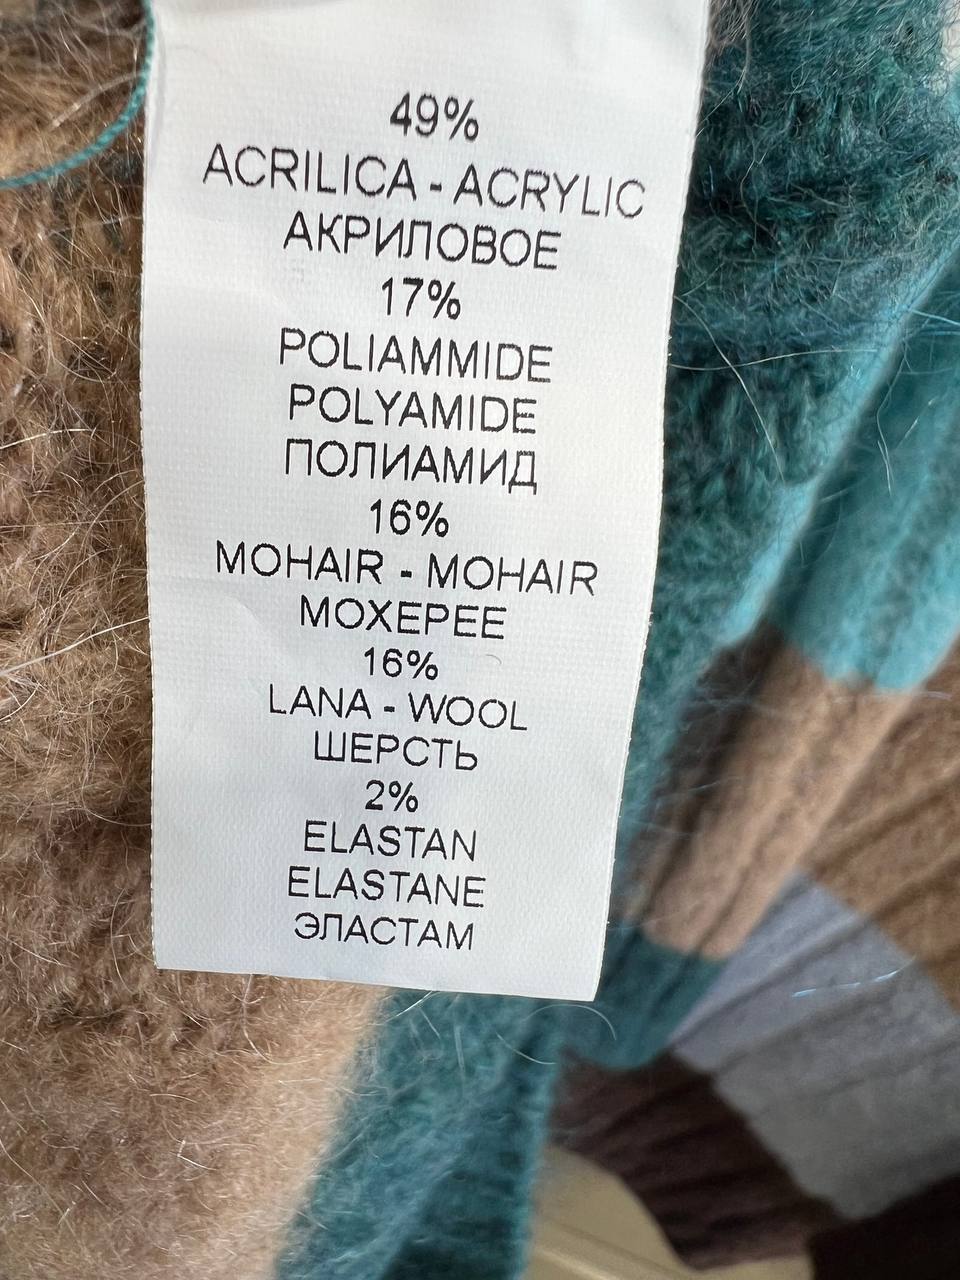 49%
ACRILICA - ACRYLIC
АКРИЛОВОЕ
17%
POLIAMMIDE
POLYAMIDE
ПОЛИАМИД
16%
MOHAIR - MOHAIR
МОХЕРЕЕ
16%
LANA - WOOL
ШЕРСТЬ
2%
ELASTAN
ELASTANE
ЭЛАСТАМ